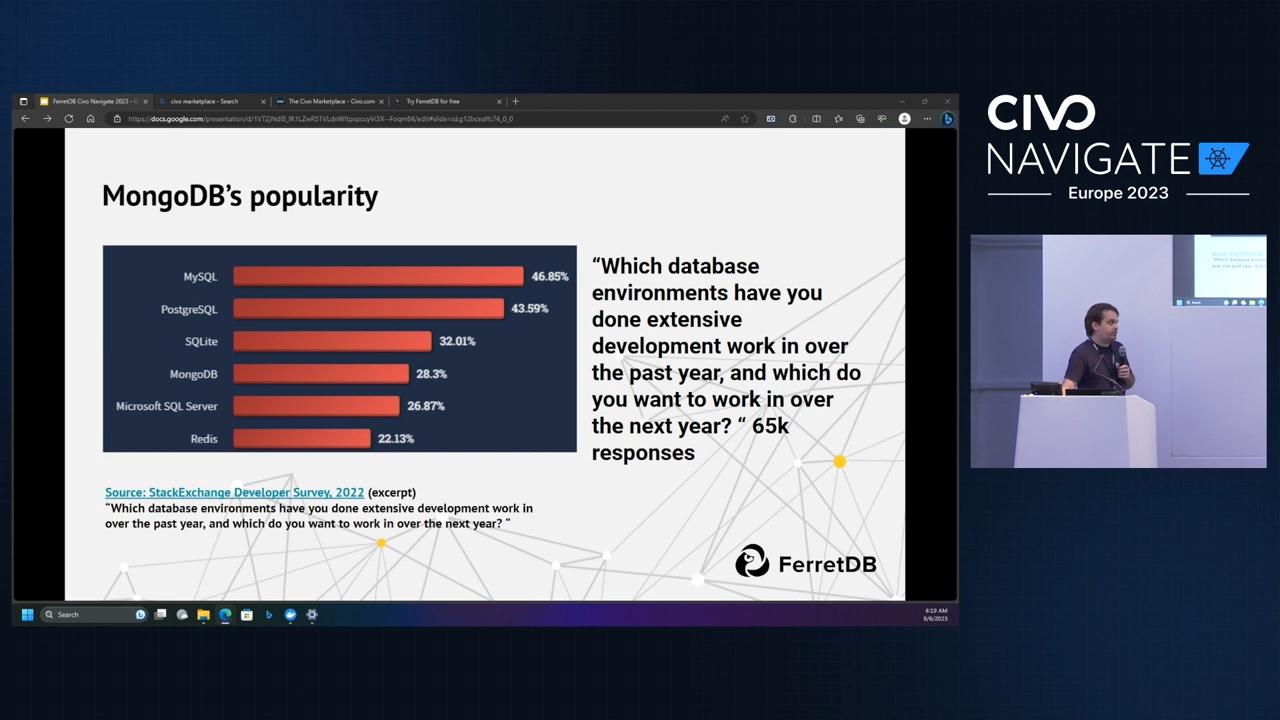 FerretDB Civo Navigate 2023 - G
civo marketplace - Search
The Civo Marketplace - Civo.com
Try FerretDB for free
MongoDB's popularity
MySQL 46.85%
PostgreSQL 43.59%
SQLite 32.01%
MongoDB 28.3%
Microsoft SQL Server 26.87%
Redis 22.13%
“Which database
environments have you
done extensive
development work in over
the past year, and which do
you want to work in over
the next year? “ 65k
responses
Source: StackExchange Developer Survey, 2022 (excerpt)
“Which database environments have you done extensive development work in
over the past year, and which do you want to work in over the next year? “
FerretDB
Search
6:19 AM
9/6/2023
CIVO
NAVIGATE
Europe 2023